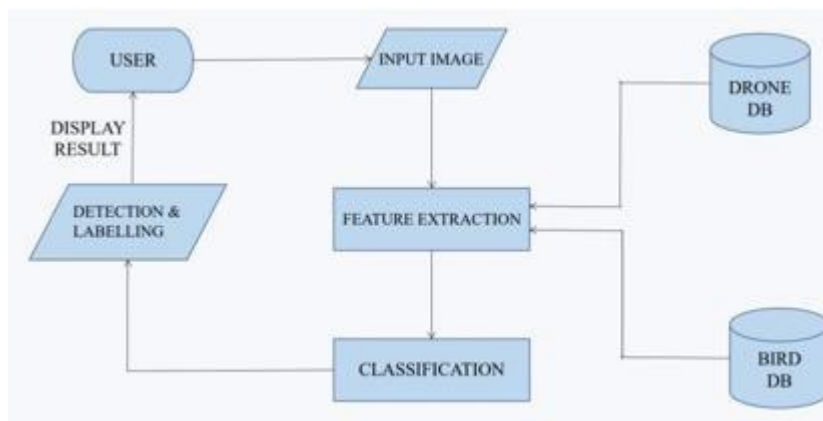 USER
INPUT IMAGE
DRONE
DB
DISPLAY
RESULT
DETECTION &
LABELLING
FEATURE EXTRACTION
CLASSIFICATION
BIRD
DB